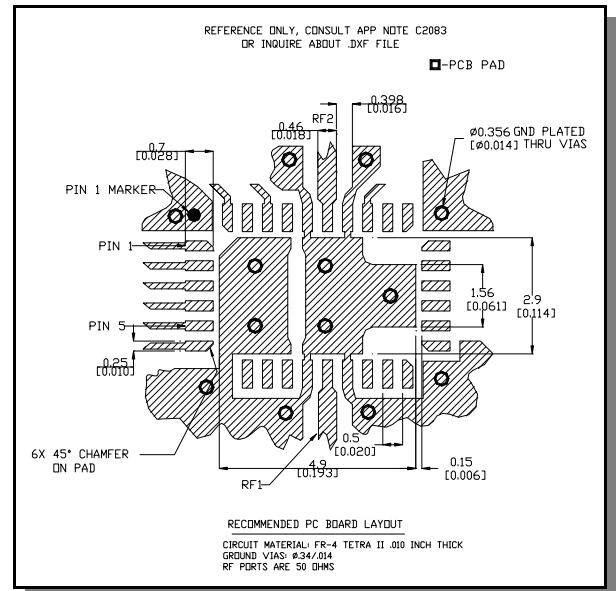 REFERENCE ONLY, CONSULT APP NOTE C2083
OR INQUIRE ABOUT .DXF FILE
-PCB PAD
0.398
[0.016]
RF2
0.46
[0.018]
Ø0.356 GND PLATED
[Ø0.014] THRU VIAS
0.7
[0.028]
PIN 1 MARKER
PIN 1
1.56
[0.061]
2.9
[0.114]
PIN 5
0.25
[0.010]
6X 45° CHAMFER
ON PAD
0.5
[0.020]
4.9
[0.193]
0.15
[0.006]
RF1
RECOMMENDED PC BOARD LAYOUT
CIRCUIT MATERIAL: FR-4 TETRA II .010 INCH THICK
GROUND VIAS: Ø.34/.014
RF PORTS ARE 50 OHMS